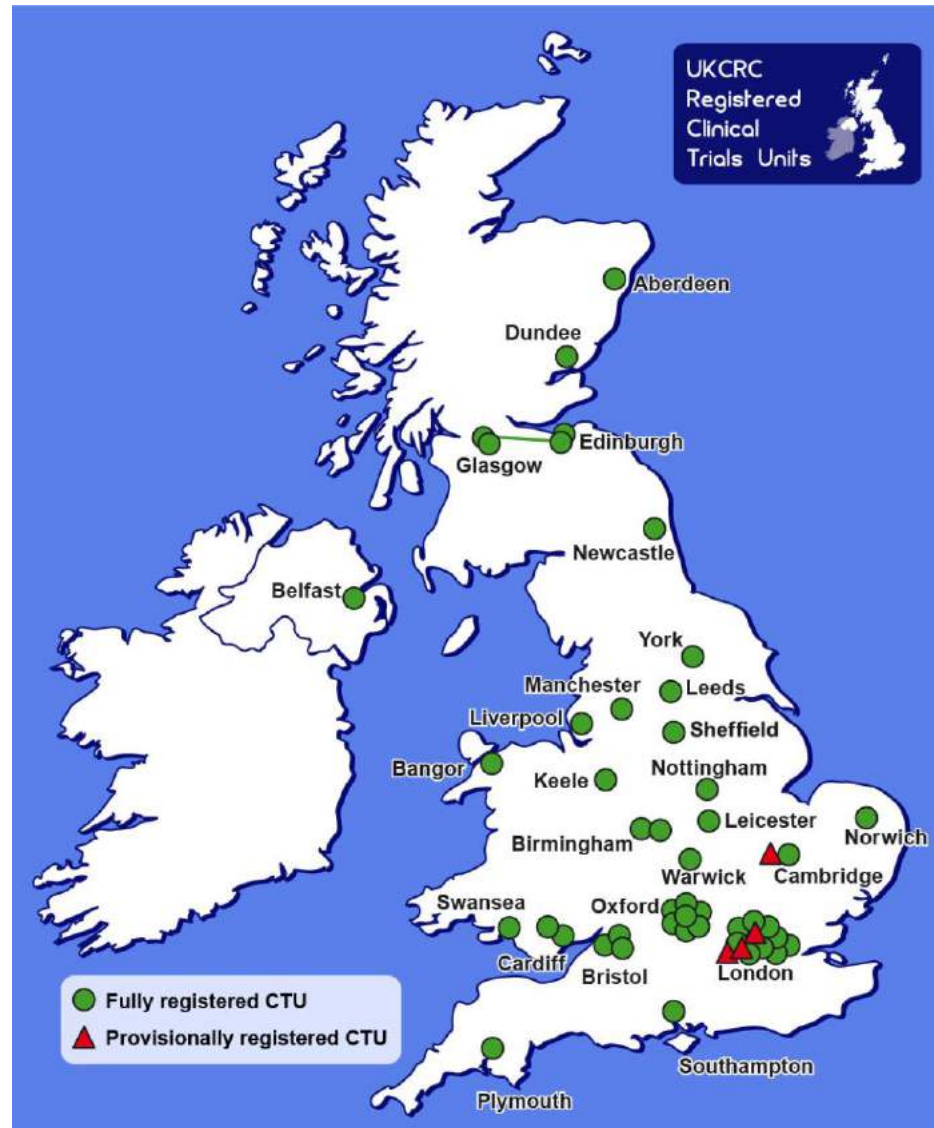 UKCRC
Registered
Clinical
Trials Units
Aberdeen
Dundee
Edinburgh
Glasgow
Newcastle
Belfast
York
Manchester
Leeds
Liverpool
Sheffield
Bangor
Keele
Nottingham
Leicester
Norwich
Birmingham
Warwick
Cambridge
Swansea
Oxford
Cardiff
Bristol
London
Fully registered CTU
Provisionally registered CTU
Southampton
Plymouth